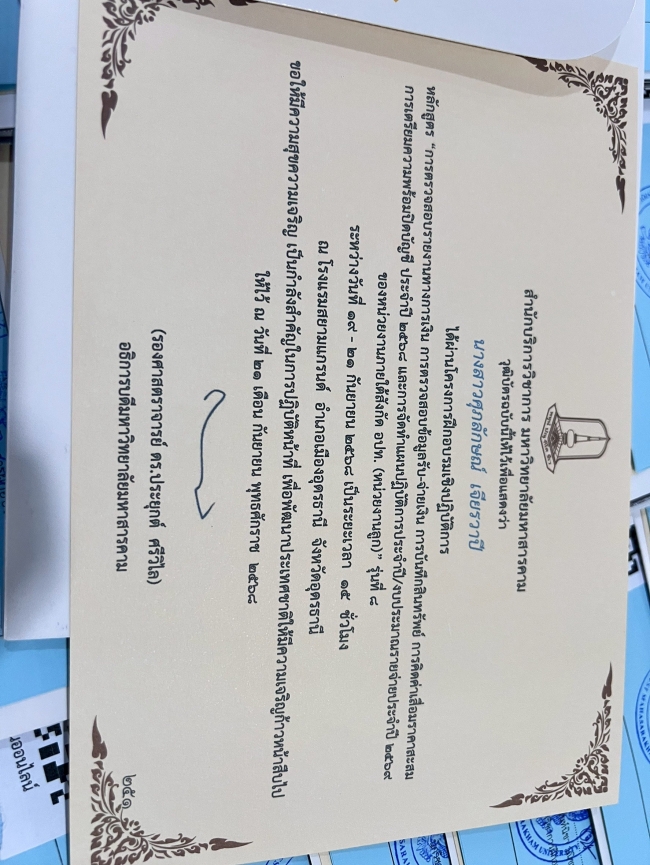 สำนักบริการวิชาการ มหาวิทยาลัยมหาสารคาม
วุฒิบัตรฉบับนี้ให้ไว้เพื่อแสดงว่า
นางสาวศุภลักษณ์ เจียรวาปี
ได้ผ่านโครงการฝึกอบรมเชิงปฏิบัติการ
หลักสูตร “การตรวจสอบรายงานทางการเงิน การตรวจสอบข้อมูลรับ-จ่ายเงิน การบันทึกสินทรัพย์ การคิดค่าเสื่อมราคาสะสม
การเตรียมความพร้อมปิดบัญชี ประจำปี ๒๕๖๘ และการจัดทำแผนปฏิบัติการประจำปี/งบประมาณรายจ่ายประจำปี ๒๕๖๙
ของหน่วยงานภายใต้สังกัด อปท. (หน่วยงานลูก)” รุ่นที่ ๘
ระหว่างวันที่ ๑๙ - ๒๑ กันยายน ๒๕๖๘ เป็นระยะเวลา ๑๕ ชั่วโมง
ณ โรงแรมสยามแกรนด์ อำเภอเมืองอุดรธานี จังหวัดอุดรธานี
ขอให้มีความสุขความเจริญ เป็นกำลังสำคัญในการปฏิบัติหน้าที่ เพื่อพัฒนาประเทศชาติให้มีความเจริญก้าวหน้าสืบไป
ให้ไว้ ณ วันที่ ๒๑ เดือน กันยายน พุทธศักราช ๒๕๖๘
(รองศาสตราจารย์ ดร.ประยุกต์ ศรีวิไล)
อธิการบดีมหาวิทยาลัยมหาสารคาม
๒๕๑
นออนไลน์